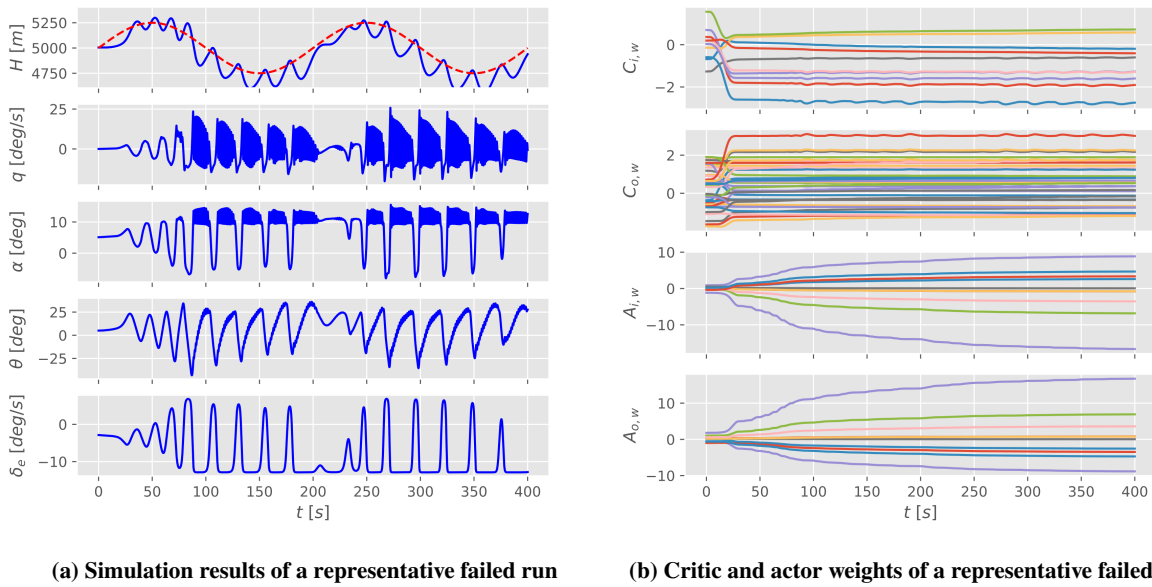 5250
5000
4750
H [m]
25
0
q [deg/s]
10
0
α [deg]
25
0
−25
θ [deg]
0
−10
δe [deg/s]
0 50 100 150 200 250 300 350 400
t [s]
(a) Simulation results of a representative failed run
0
−2
Ci,w
2
0
Co,w
10
0
−10
Ai,w
10
0
−10
Ao,w
0 50 100 150 200 250 300 350 400
t [s]
(b) Critic and actor weights of a representative failed